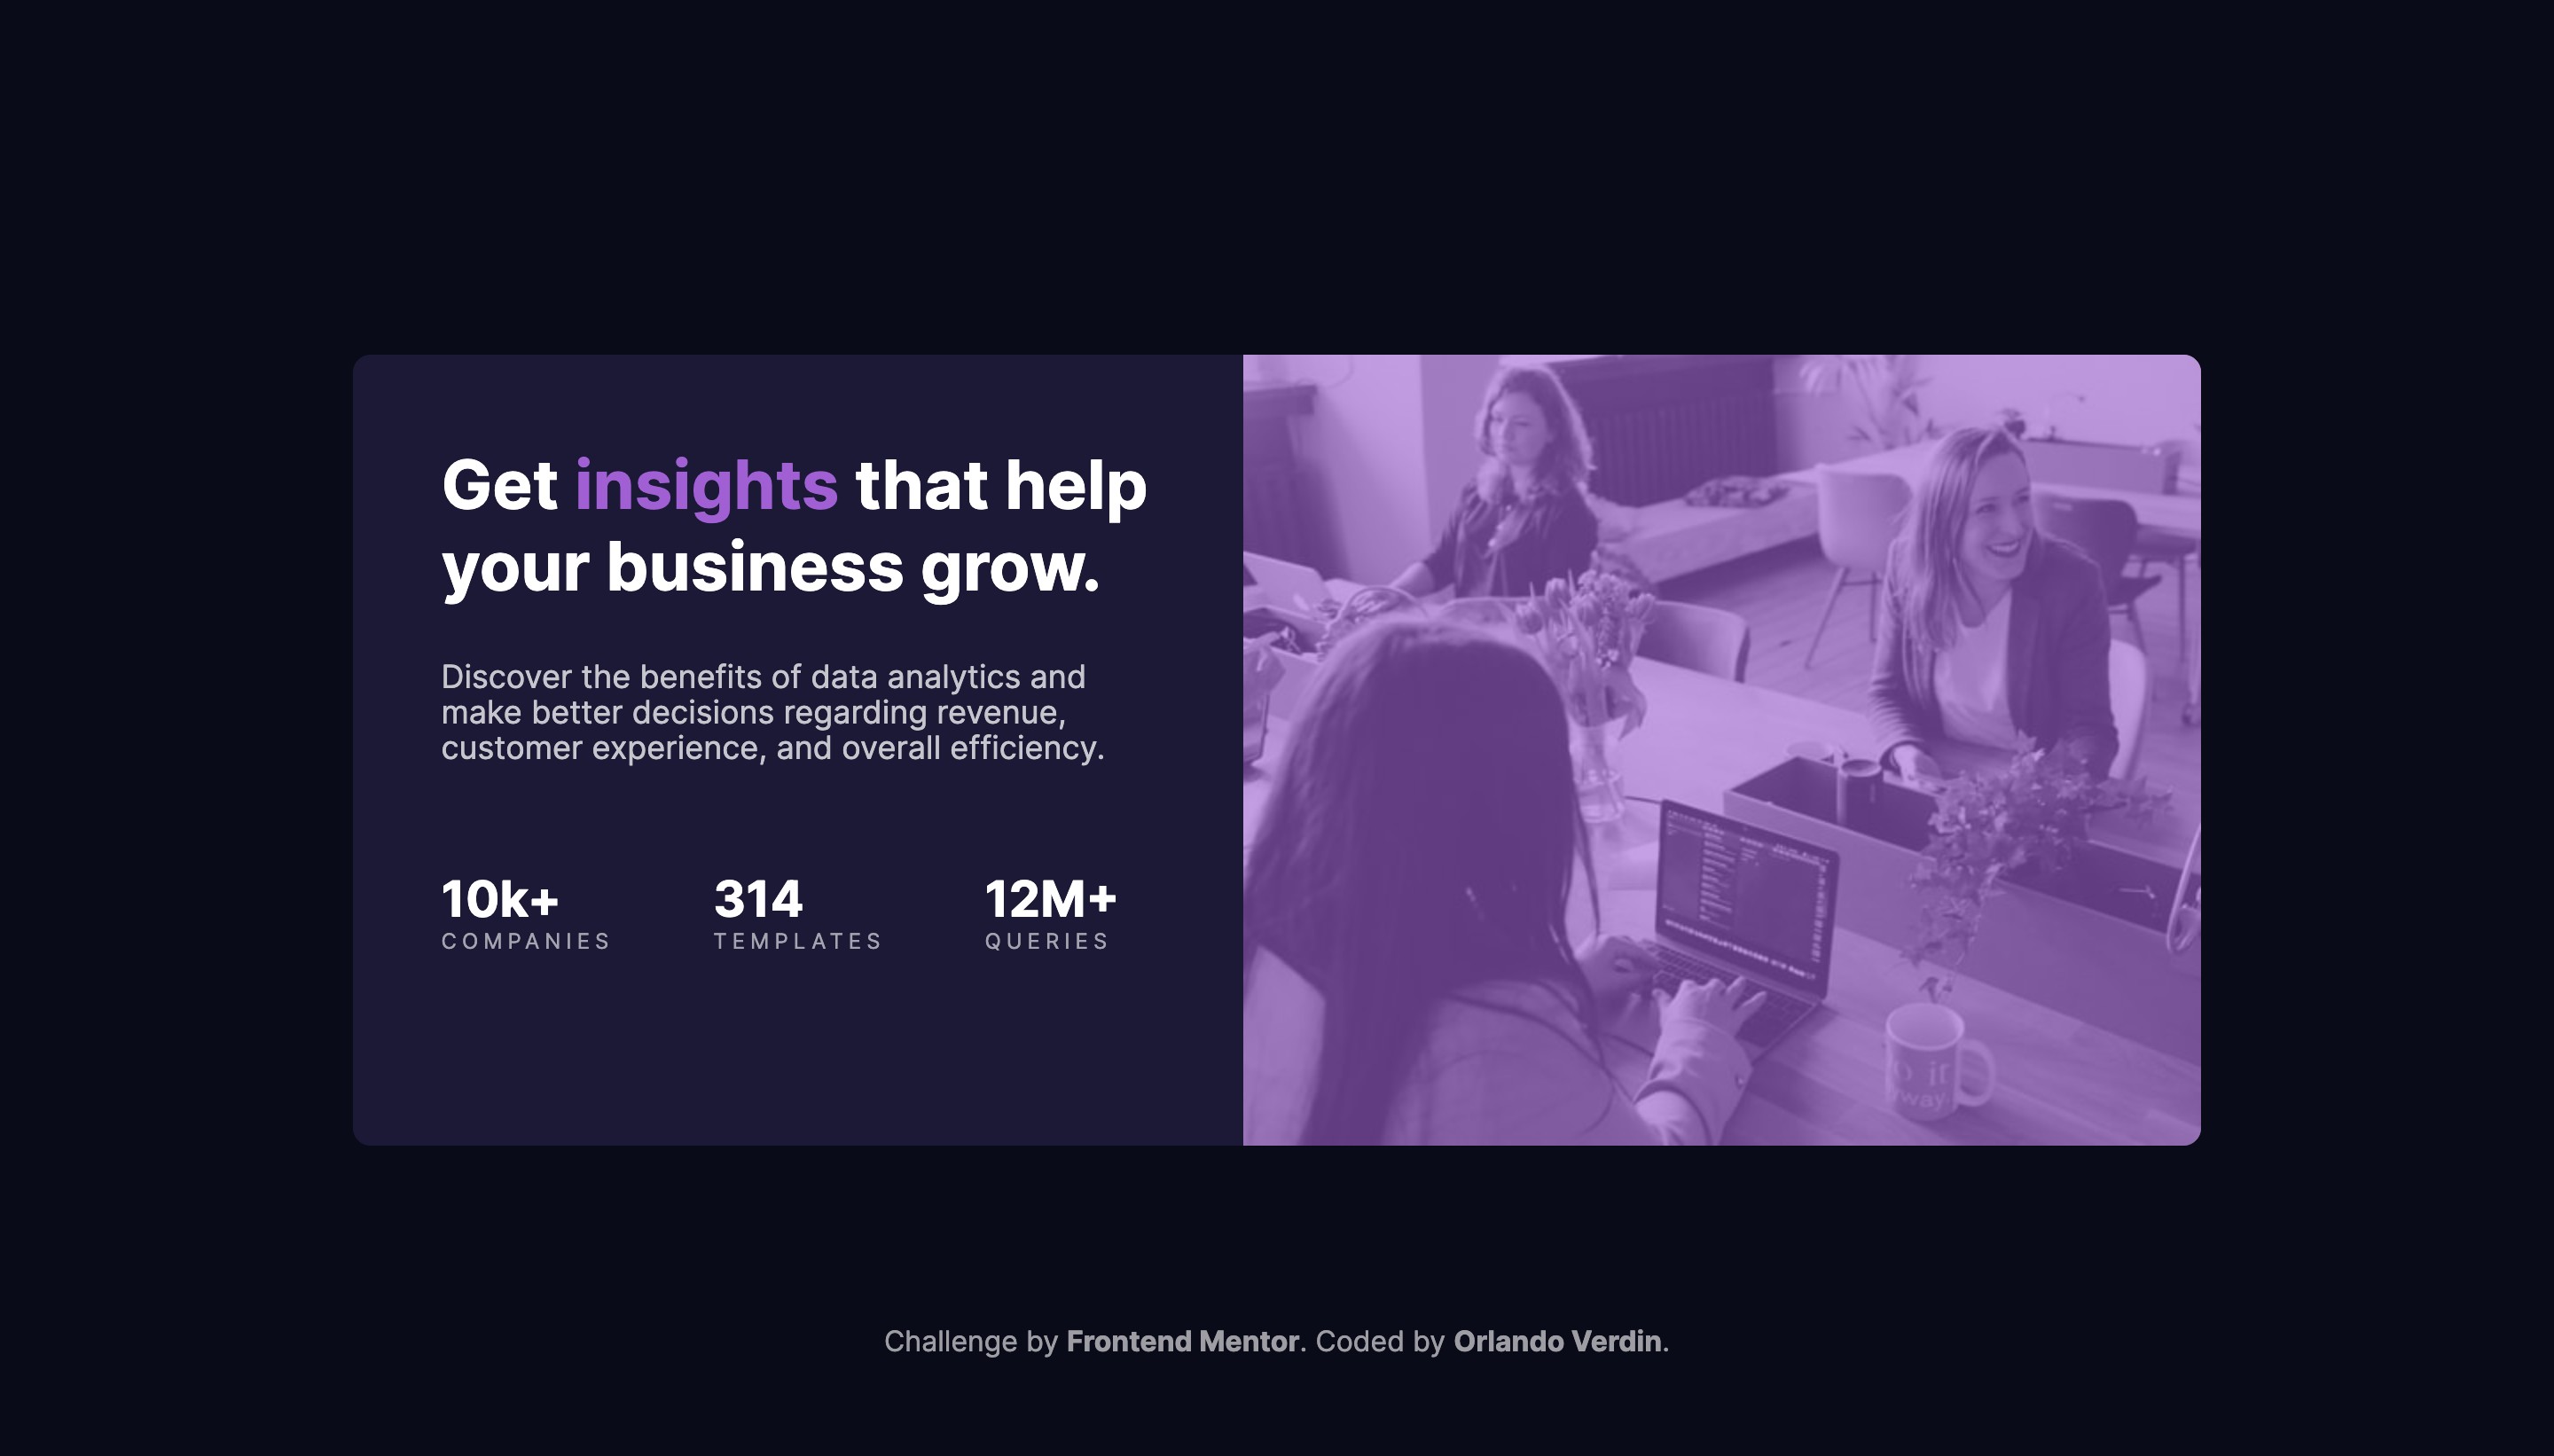 Get insights that help
your business grow.
Discover the benefits of data analytics and
make better decisions regarding revenue,
customer experience, and overall efficiency.
10k+
COMPANIES
314
TEMPLATES
12M+
QUERIES
Challenge by Frontend Mentor. Coded by Orlando Verdin.